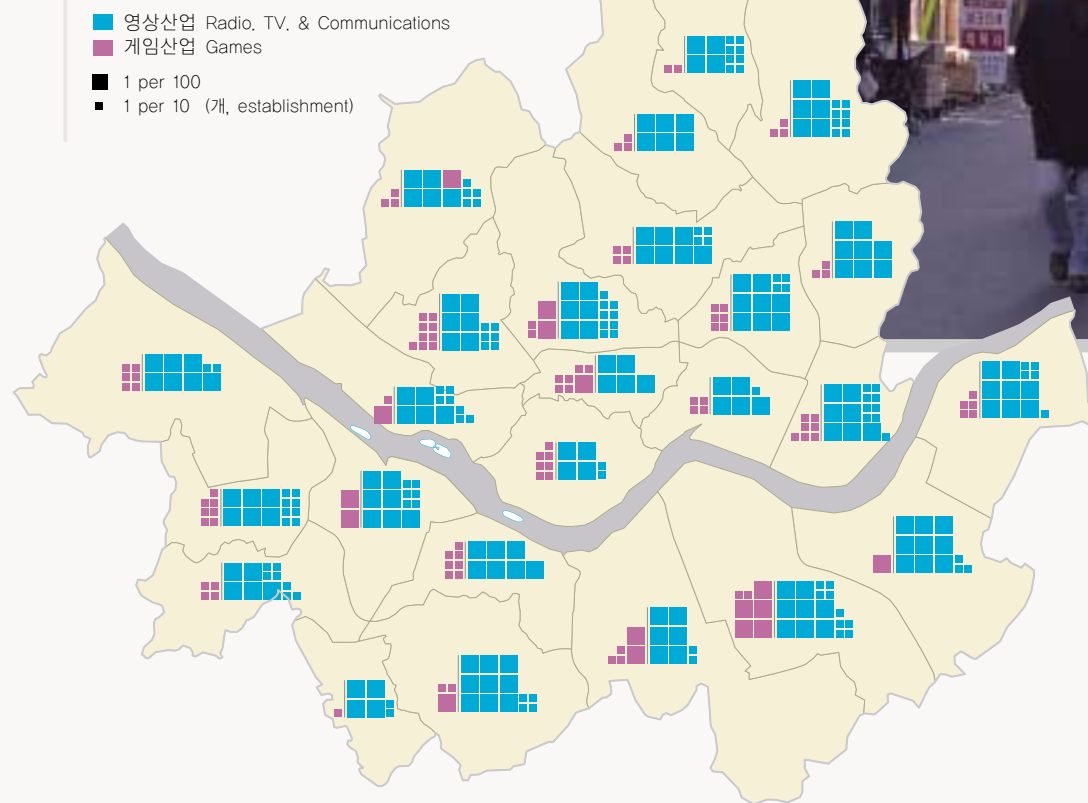 영상산업 Radio, TV, & Communications
게임산업 Games
1 per 100
1 per 10 (개, establishment)